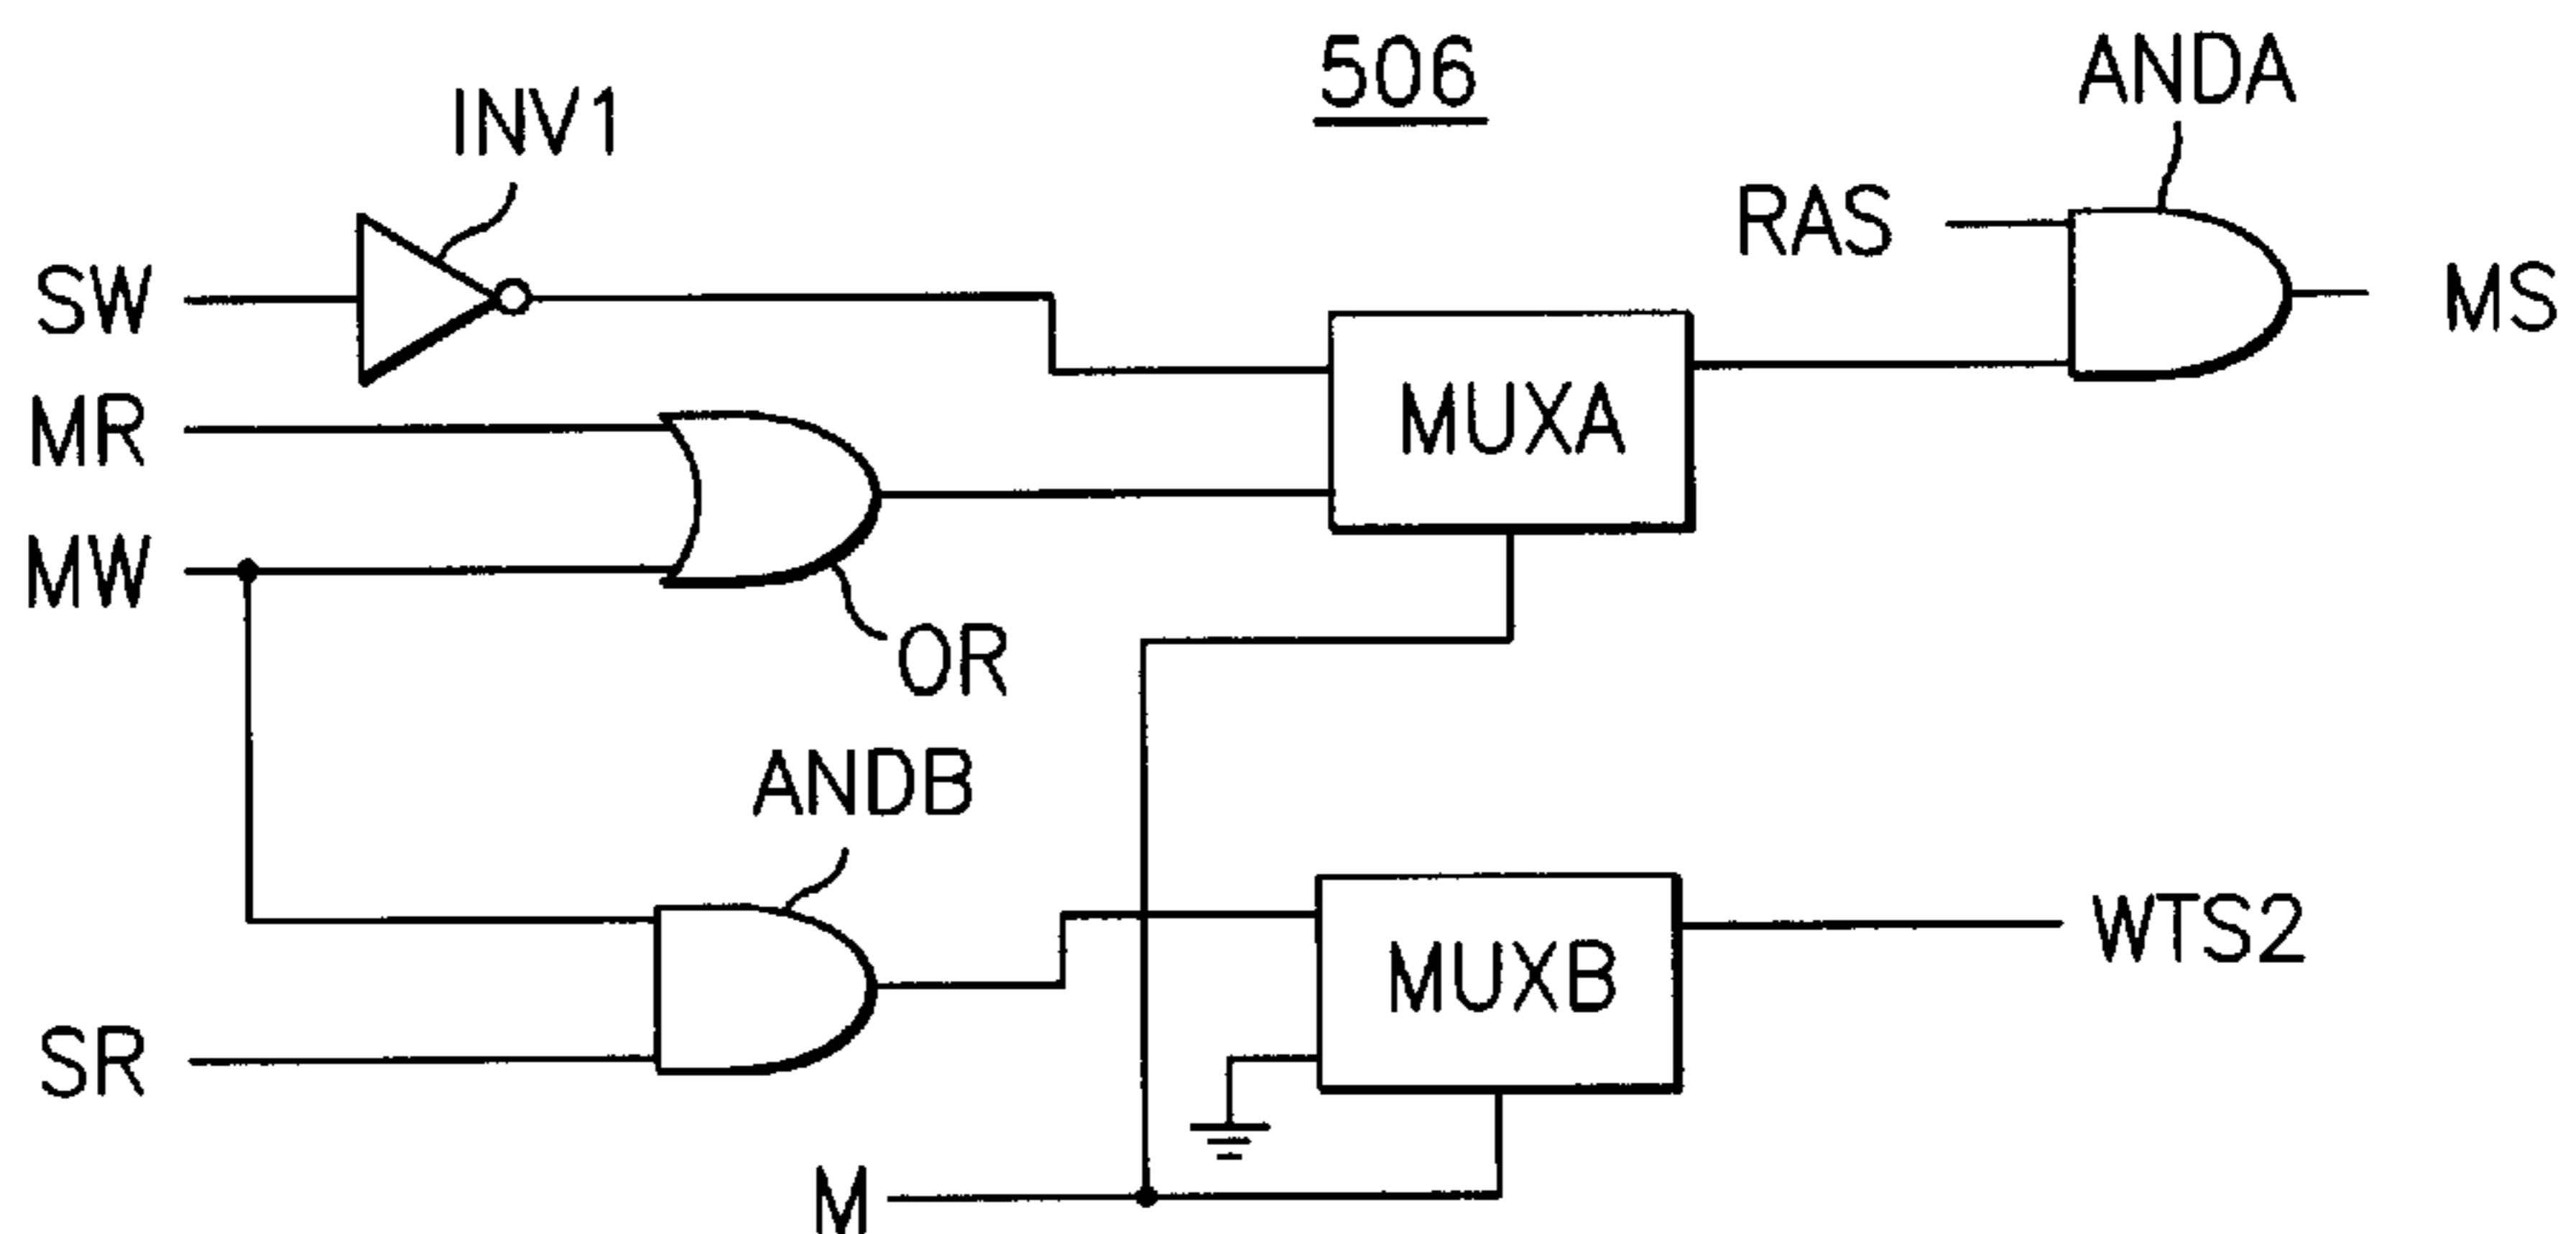 506
ANDA
INV1
RAS
SW
MS
MR
MUXA
MW
OR
ANDB
WTS2
MUXB
SR
M